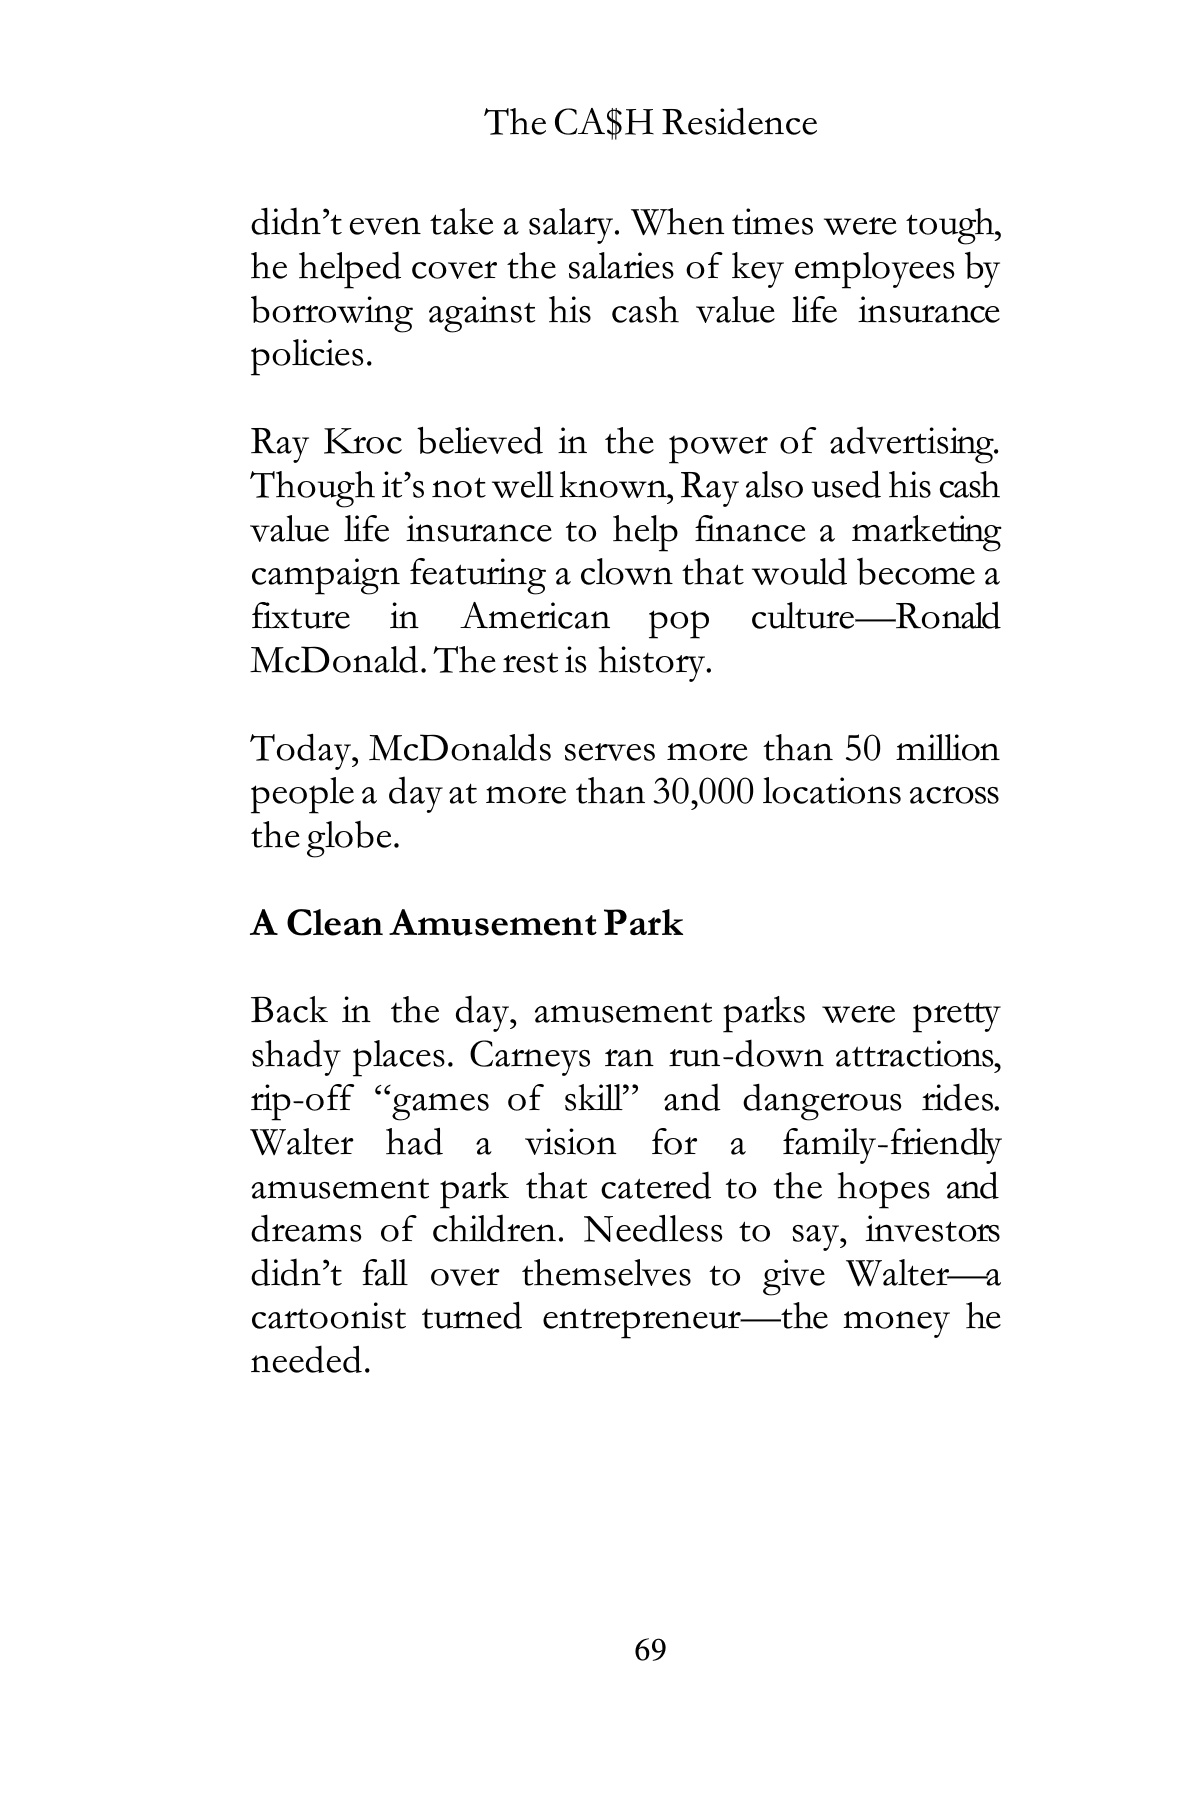 The CA$H Residence
didn’t even take a salary. When times were tough,
he helped cover the salaries of key employees by
borrowing against his cash value life insurance
policies.
Ray Kroc believed in the power of advertising.
Though it’s not well known, Ray also used his cash
value life insurance to help finance a marketing
campaign featuring a clown that would become a
fixture in American pop culture—Ronald
McDonald. The rest is history.
Today, McDonalds serves more than 50 million
people a day at more than 30,000 locations across
the globe.
A Clean Amusement Park
Back in the day, amusement parks were pretty
shady places. Carneys ran run-down attractions,
rip-off “games of skill” and dangerous rides.
Walter had a vision for a family-friendly
amusement park that catered to the hopes and
dreams of children. Needless to say, investors
didn’t fall over themselves to give Walter—a
cartoonist turned entrepreneur—the money he
needed.
69